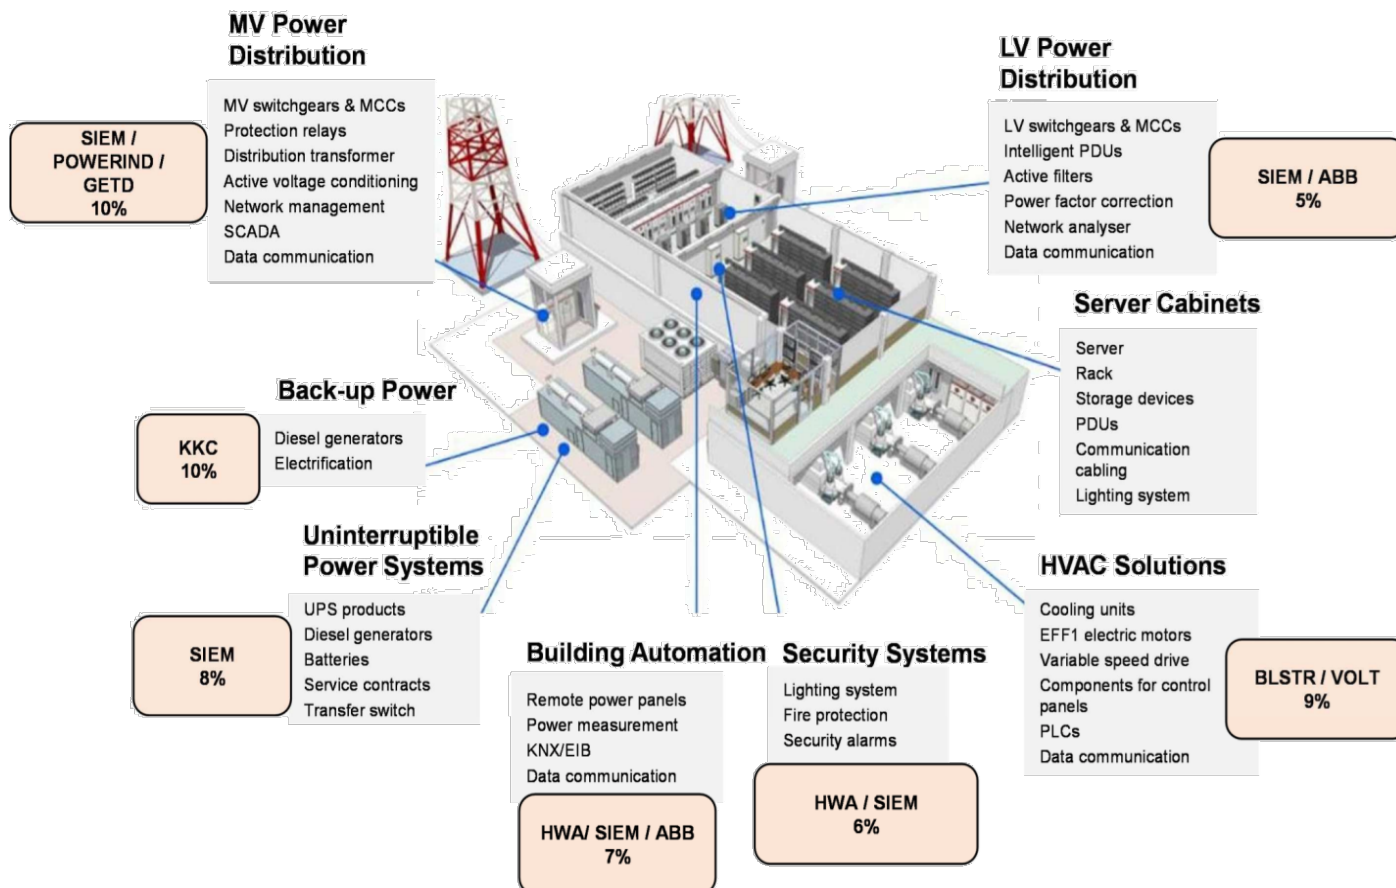 MV Power
Distribution
MV switchgears & MCCs
Protection relays
Distribution transformer
Active voltage conditioning
Network management
SCADA
Data communication
SIEM /
POWERIND /
GETD
10%
LV Power
Distribution
LV switchgears & MCCs
Intelligent PDUs
Active filters
Power factor correction
Network analyser
Data communication
SIEM / ABB
5%
Server Cabinets
Server
Rack
Storage devices
PDUs
Communication
cabling
Lighting system
Back-up Power
Diesel generators
Electrification
KKC
10%
Uninterruptible
Power Systems
UPS products
Diesel generators
Batteries
Service contracts
Transfer switch
SIEM
8%
HVAC Solutions
Cooling units
EFF1 electric motors
Variable speed drive
Components for control
panels
PLCs
Data communication
BLSTR / VOLT
9%
Building Automation
Remote power panels
Power measurement
KNX/EIB
Data communication
HWA/ SIEM / ABB
7%
Security Systems
Lighting system
Fire protection
Security alarms
HWA / SIEM
6%